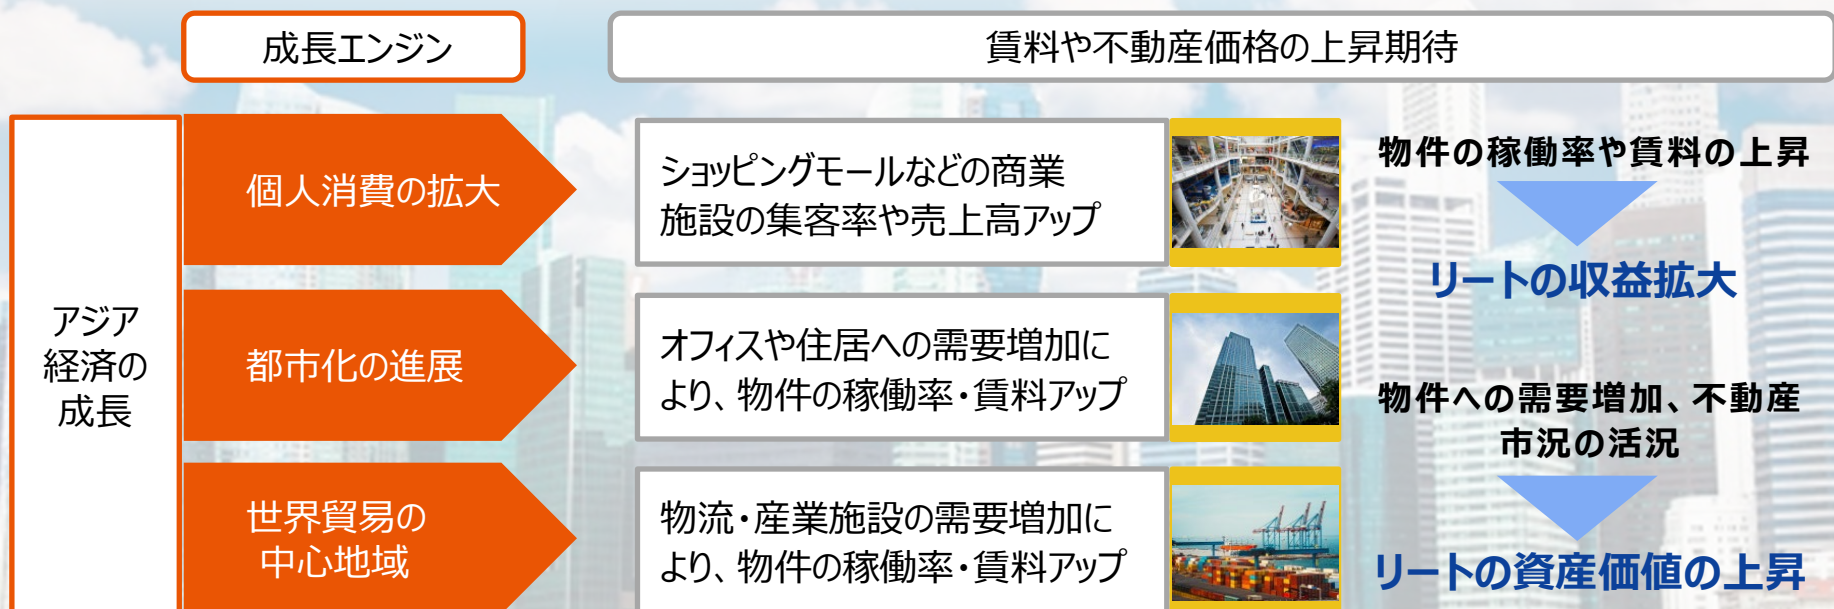 成長エンジン
賃料や不動産価格の上昇期待
アジア
経済の
成長
個人消費の拡大
ショッピングモールなどの商業
施設の集客率や売上高アップ
都市化の進展
オフィスや住居への需要増加に
より、物件の稼働率・賃料アップ
世界貿易の
中心地域
物流・産業施設の需要増加に
より、物件の稼働率・賃料アップ
物件の稼働率や賃料の上昇
リートの収益拡大
物件への需要増加、不動産
市況の活況
リートの資産価値の上昇